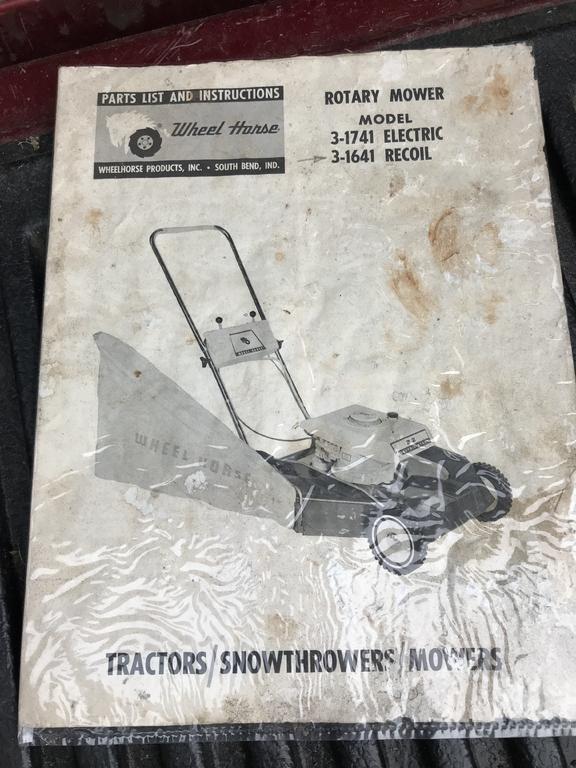 PARTS LIST AND INSTRUCTIONS
Wheel Horse
WHEELHORSE PRODUCTS, INC. • SOUTH BEND, IND.
ROTARY MOWER
MODEL
3-1741 ELECTRIC
3-1641 RECOIL
WHEEL HORSE
TRACTORS/SNOWTHROWERS/MOWERS